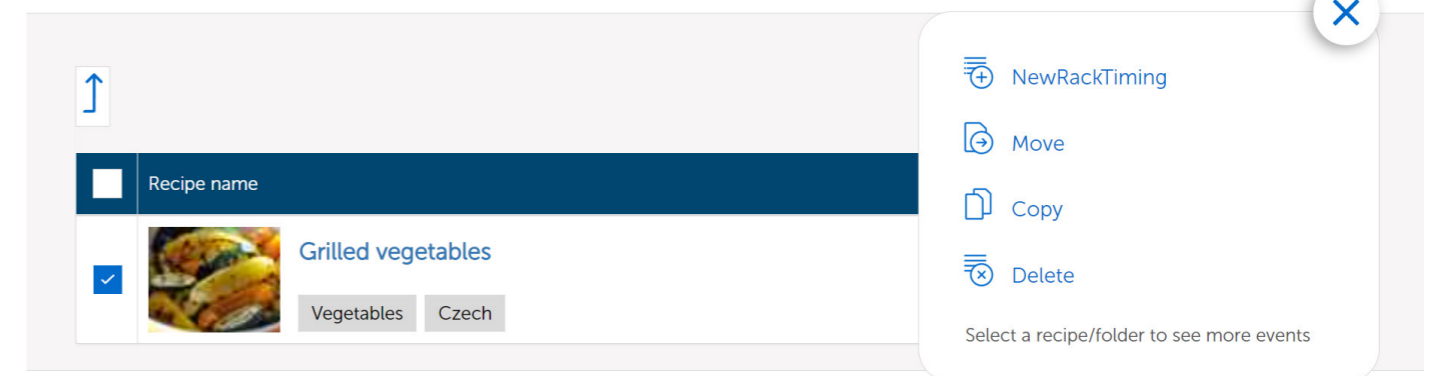 NewRackTiming
Move
Recipe name
Copy
Grilled vegetables
Delete
Vegetables Czech
Select a recipe/folder to see more events